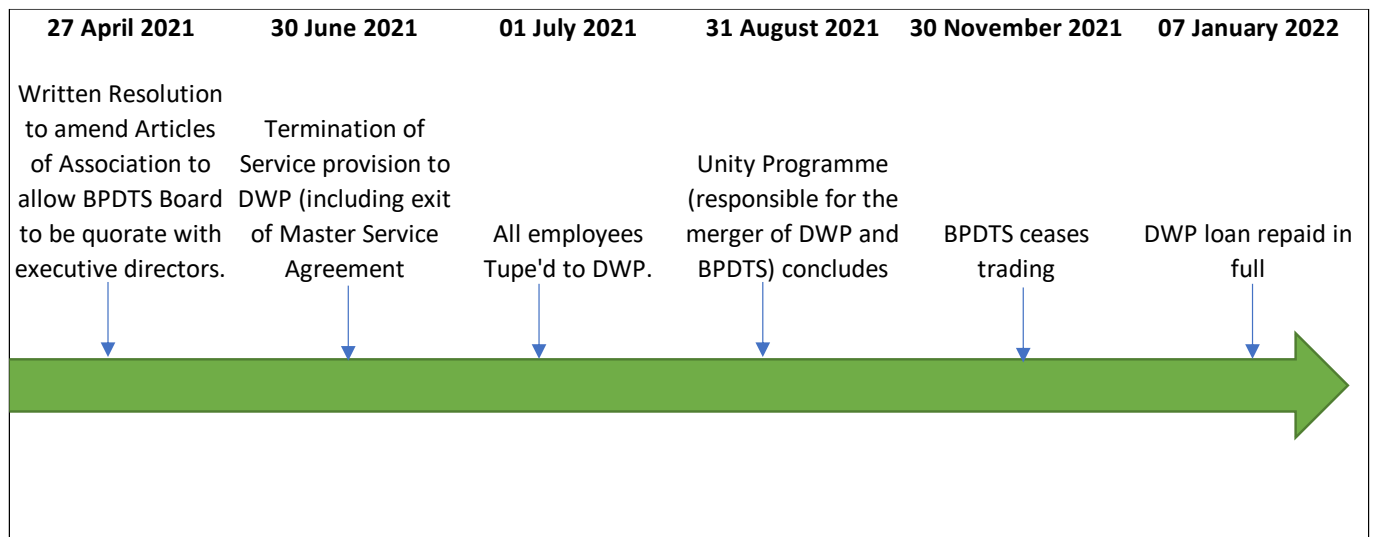 27 April 2021
30 June 2021
01 July 2021
31 August 2021
30 November 2021
07 January 2022
Written Resolution
to amend Articles
of Association to
allow BPDTS Board
to be quorate with
executive directors.
Termination of
Service provision to
DWP (including exit
of Master Service
Agreement
All employees
Tupe'd to DWP.
Unity Programme
(responsible for the
merger of DWP and
BPDTS) concludes
BPDTS ceases
trading
DWP loan repaid in
full